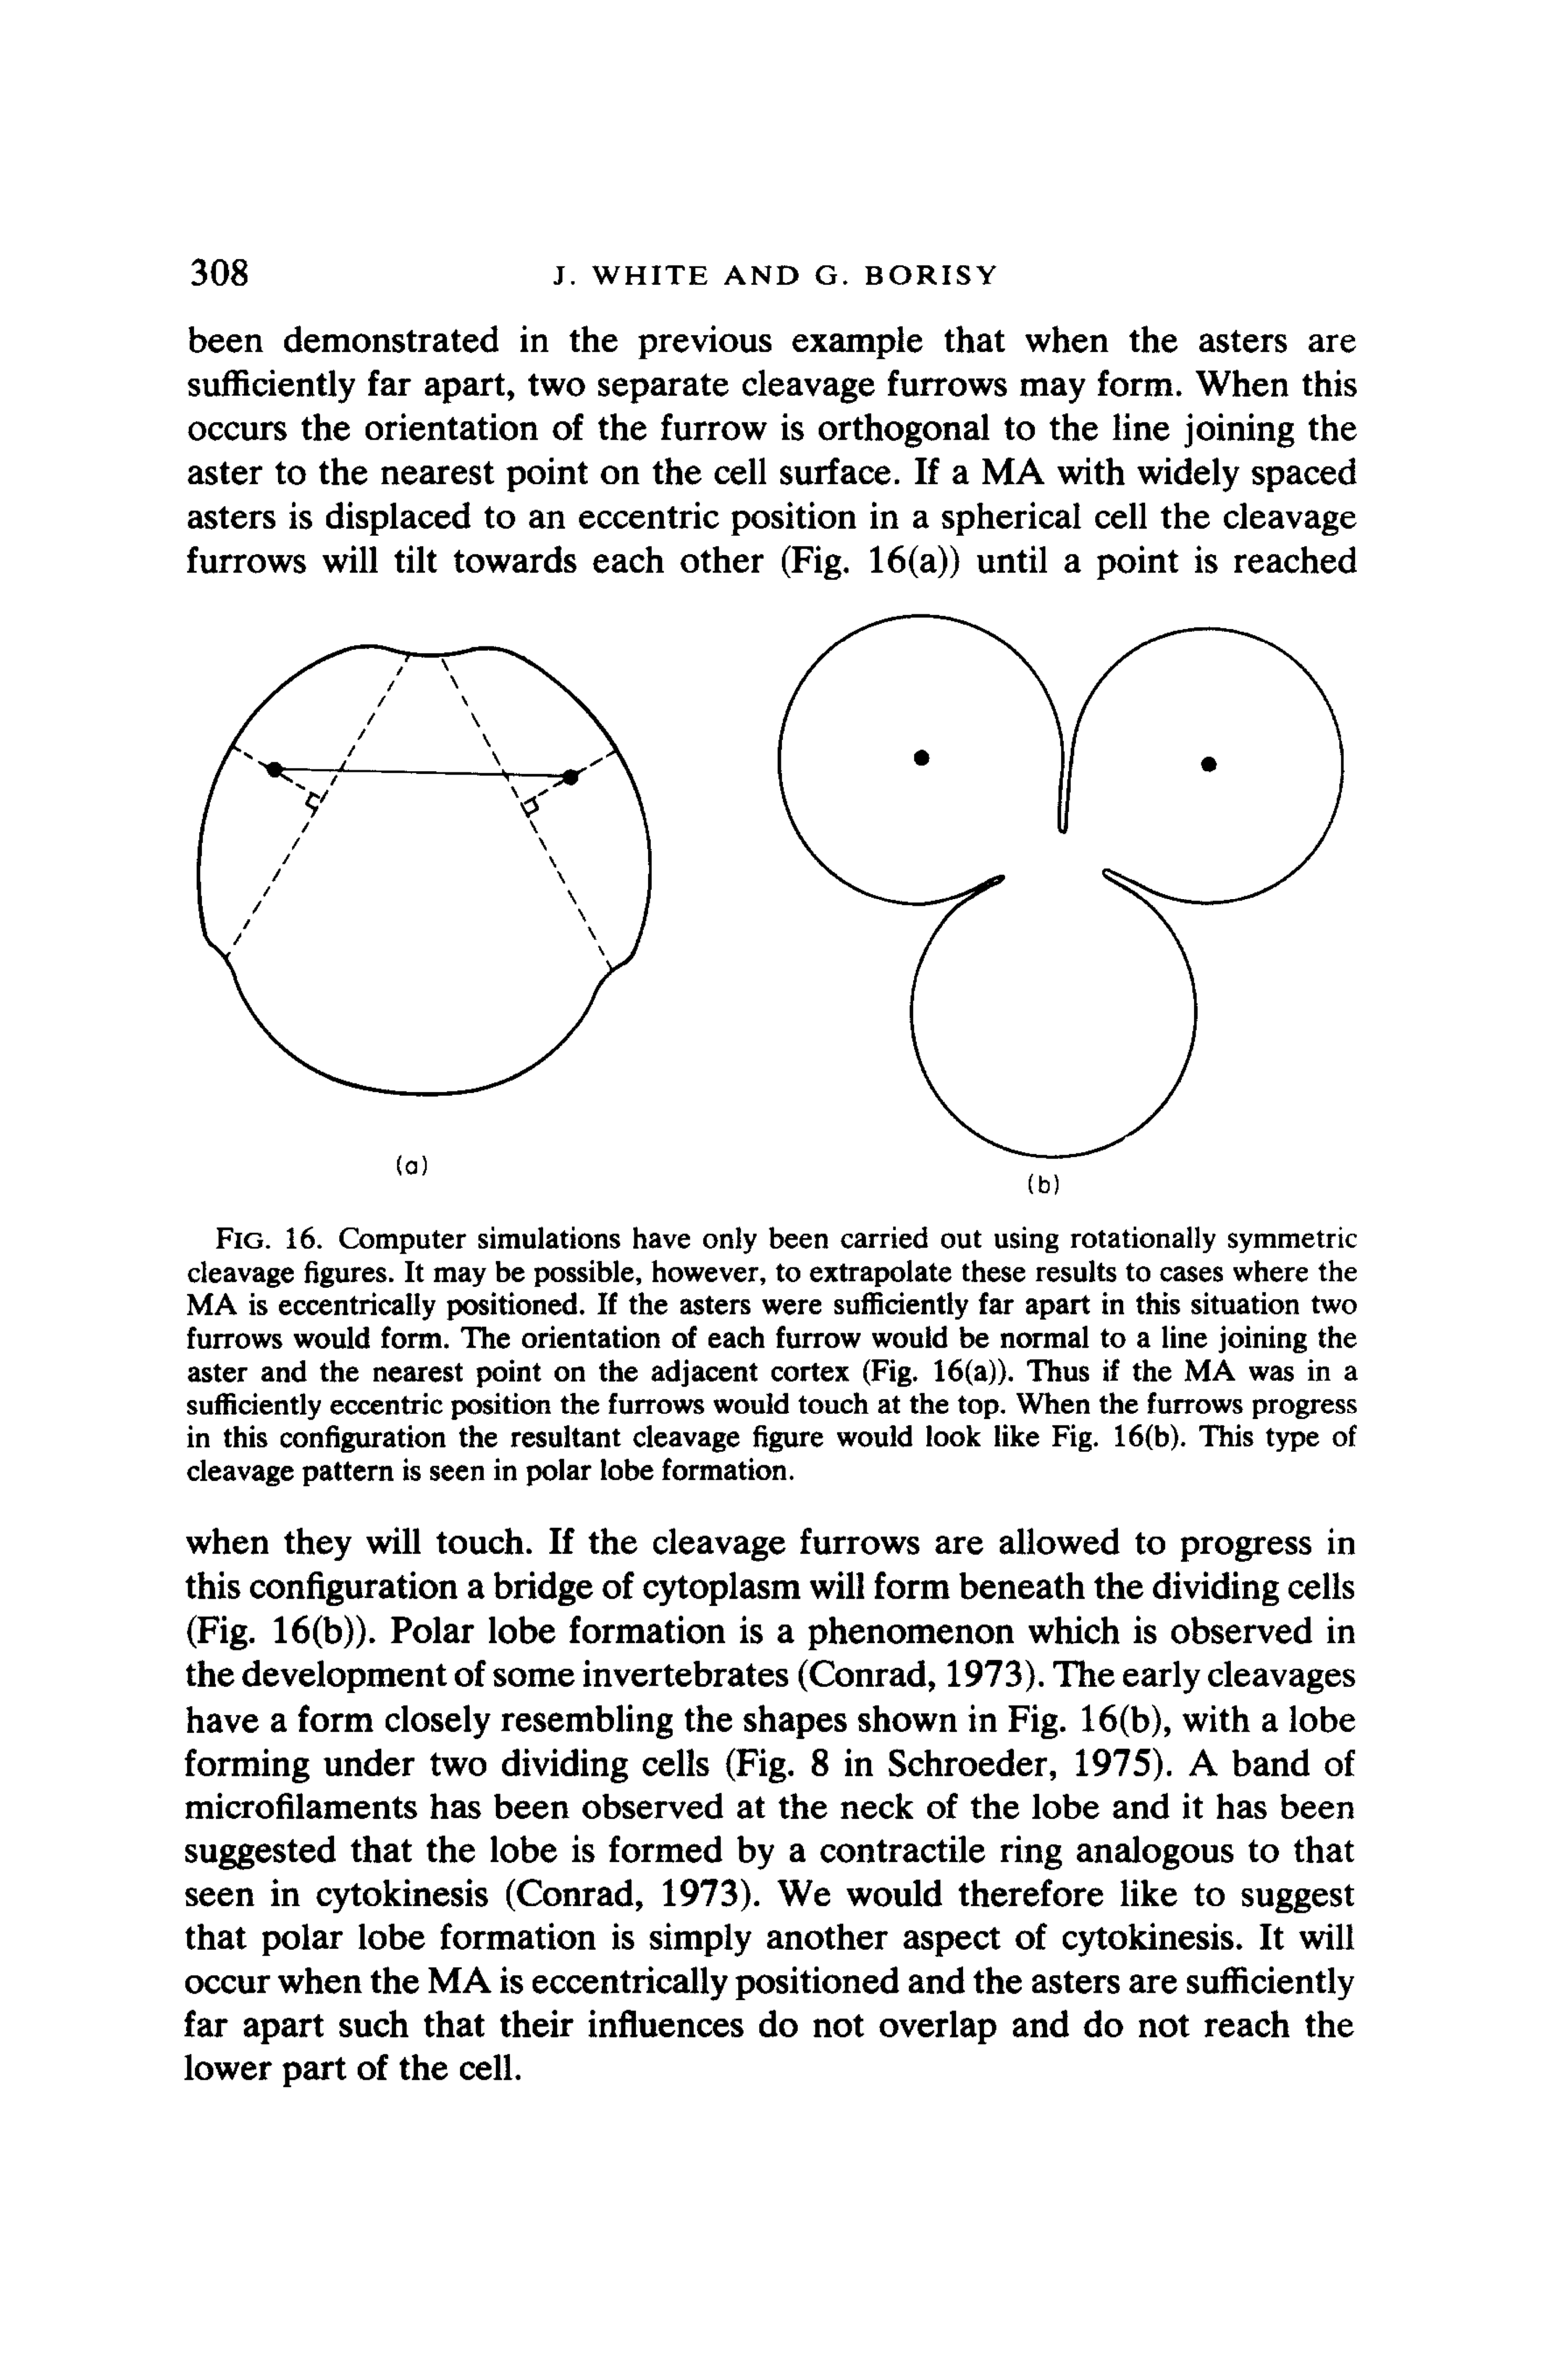 308 J. WHITE AND G. BORISY
been demonstrated in the previous example that when the asters are
sufficiently far apart, two separate cleavage furrows may form. When this
occurs the orientation of the furrow is orthogonal to the line joining the
aster to the nearest point on the cell surface. If a MA with widely spaced
asters is displaced to an eccentric position in a spherical cell the cleavage
furrows will tilt towards each other (Fig. 16(a)) until a point is reached
(a)
(b)
FIG. 16. Computer simulations have only been carried out using rotationally symmetric
cleavage figures. It may be possible, however, to extrapolate these results to cases where the
MA is eccentrically positioned. If the asters were sufficiently far apart in this situation two
furrows would form. The orientation of each furrow would be normal to a line joining the
aster and the nearest point on the adjacent cortex (Fig. 16(a)). Thus if the MA was in a
sufficiently eccentric position the furrows would touch at the top. When the furrows progress
in this configuration the resultant cleavage figure would look like Fig. 16(b). This type of
cleavage pattern is seen in polar lobe formation.
when they will touch. If the cleavage furrows are allowed to progress in
this configuration a bridge of cytoplasm will form beneath the dividing cells
(Fig. 16(b)). Polar lobe formation is a phenomenon which is observed in
the development of some invertebrates (Conrad, 1973). The early cleavages
have a form closely resembling the shapes shown in Fig. 16(b), with a lobe
forming under two dividing cells (Fig. 8 in Schroeder, 1975). A band of
microfilaments has been observed at the neck of the lobe and it has been
suggested that the lobe is formed by a contractile ring analogous to that
seen in cytokinesis (Conrad, 1973). We would therefore like to suggest
that polar lobe formation is simply another aspect of cytokinesis. It will
occur when the MA is eccentrically positioned and the asters are sufficiently
far apart such that their influences do not overlap and do not reach the
lower part of the cell.